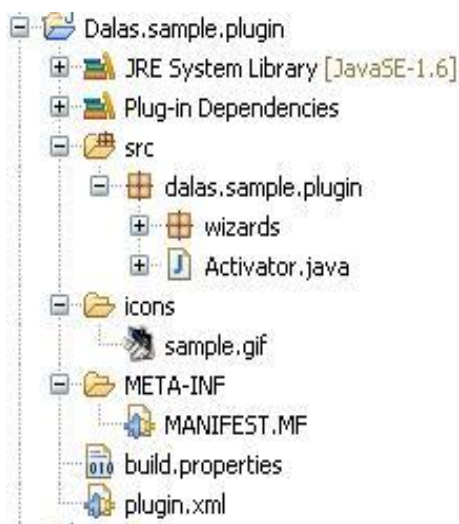 Dalas.sample.plugin
JRE System Library [JavaSE-1.6]
Plug-in Dependencies
src
dalas.sample.plugin
wizards
Activator.java
icons
sample.gif
META-INF
MANIFEST.MF
build.properties
plugin.xml